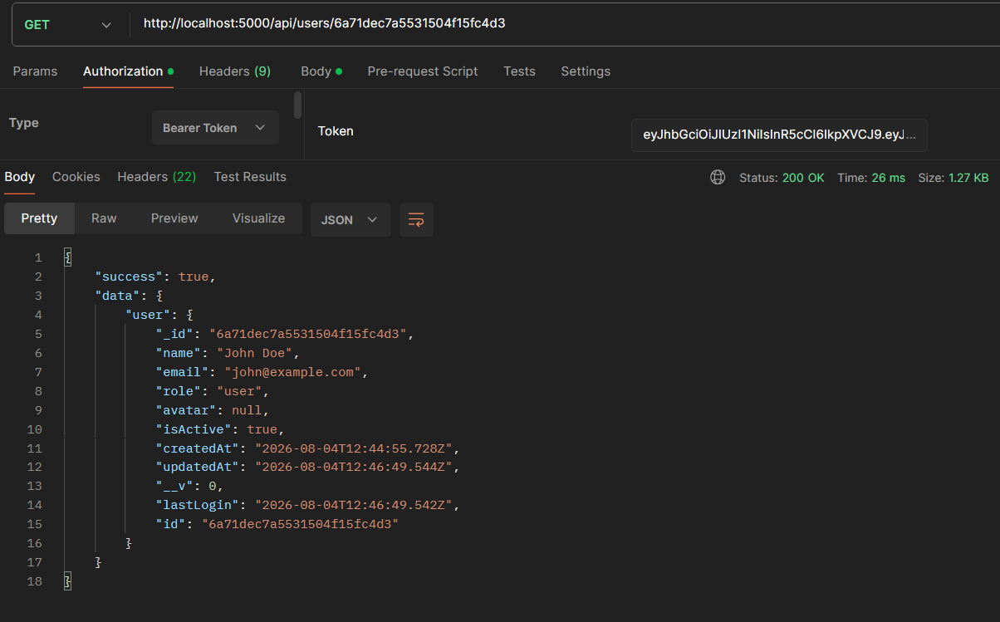 GET http://localhost:5000/api/users/6a71dec7a5531504f15fc4d3
Params Authorization Headers (9) Body Pre-request Script Tests Settings
Type Bearer Token Token eyJhbGciOiJIUzI1NiIsInR5cCI6IkpXVCJ9.eyJ...
Body Cookies Headers (22) Test Results Status: 200 OK Time: 26 ms Size: 1.27 KB
Pretty Raw Preview Visualize JSON
1 {
2 "success": true,
3 "data": {
4 "user": {
5 "_id": "6a71dec7a5531504f15fc4d3",
6 "name": "John Doe",
7 "email": "john@example.com",
8 "role": "user",
9 "avatar": null,
10 "isActive": true,
11 "createdAt": "2026-08-04T12:44:55.728Z",
12 "updatedAt": "2026-08-04T12:46:49.544Z",
13 "__v": 0,
14 "lastLogin": "2026-08-04T12:46:49.542Z",
15 "id": "6a71dec7a5531504f15fc4d3"
16 }
17 }
18 }